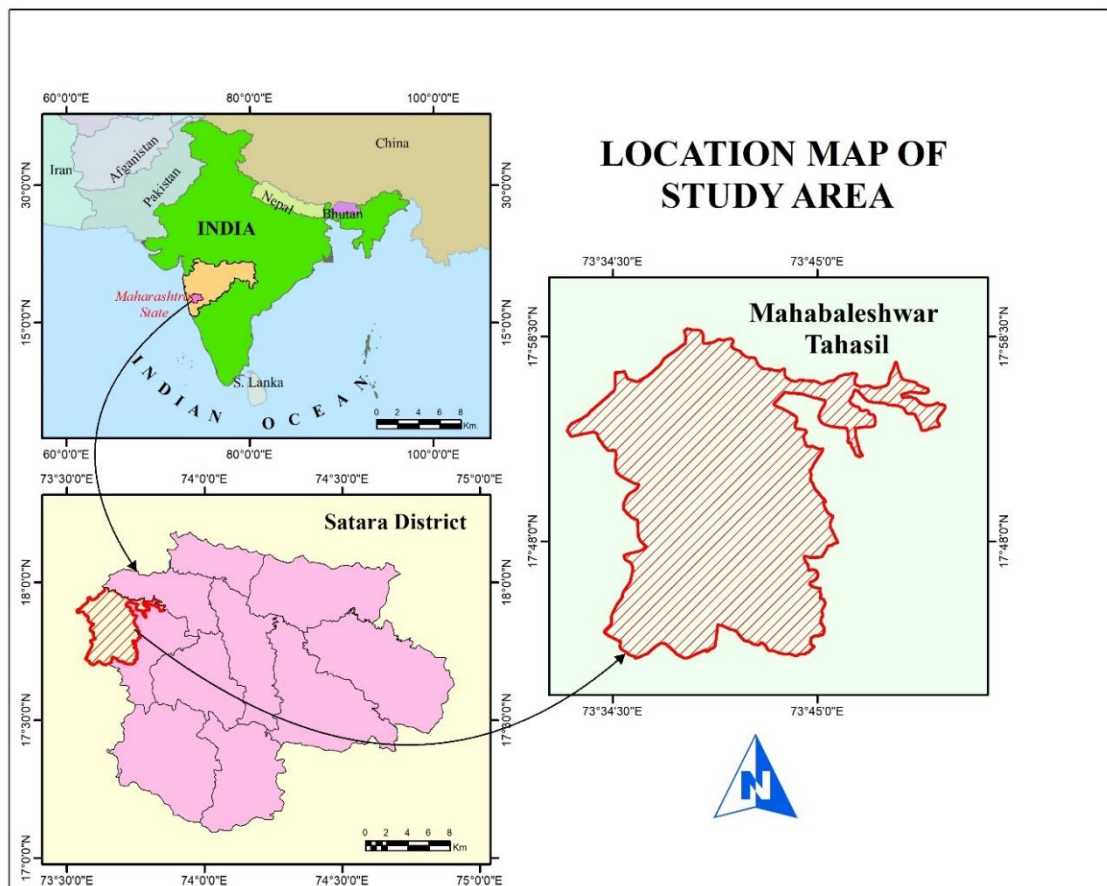 LOCATION MAP OF
STUDY AREA
60°0'0"E 80°0'0"E 100°0'0"E
30°0'0"N
15°0'0"N
Iran
Afganistan
Pakistan
China
Nepal
Bhutan
INDIA
Maharashtra
State
S. Lanka
INDIAN OCEAN
0 2 4 6 8
Km.
30°0'0"N
15°0'0"N
60°0'0"E 80°0'0"E 100°0'0"E
73°30'0"E 74°0'0"E 74°30'0"E 75°0'0"E
Satara District
18°0'0"N
17°30'0"N
17°0'0"N
0 2 4 6 8
Km
18°0'0"N
17°30'0"N
17°0'0"N
73°30'0"E 74°0'0"E 74°30'0"E 75°0'0"E
73°34'30"E 73°45'0"E
Mahabaleshwar
Tahasil
17°58'30"N
17°48'0"N
17°58'30"N
17°48'0"N
73°34'30"E 73°45'0"E
N